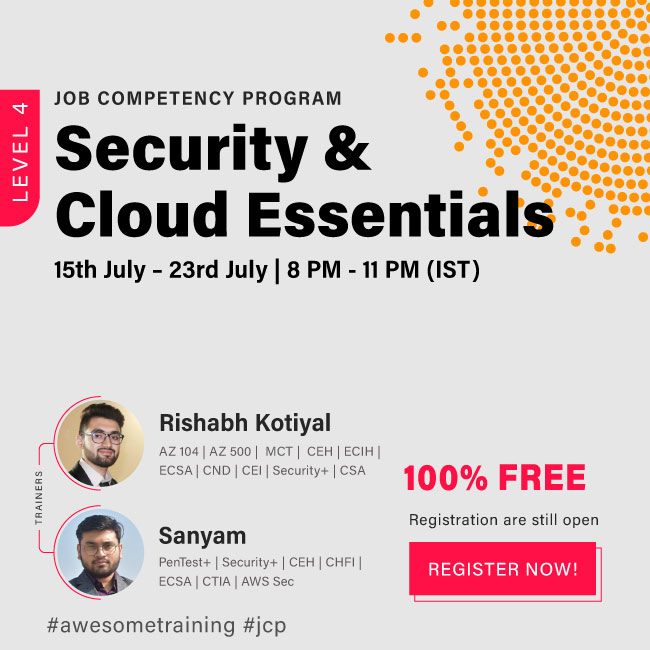 LEVEL 4
JOB COMPETENCY PROGRAM
Security &
Cloud Essentials
15th July – 23rd July | 8 PM - 11 PM (IST)
TRAINERS
Rishabh Kotiyal
AZ 104 | AZ 500 | MCT | CEH | ECIH |
ECSA | CND | CEI | Security+ | CSA
Sanyam
PenTest+ | Security+ | CEH | CHFI |
ECSA | CTIA | AWS Sec
100% FREE
Registration are still open
REGISTER NOW!
#awesometraining #jcp